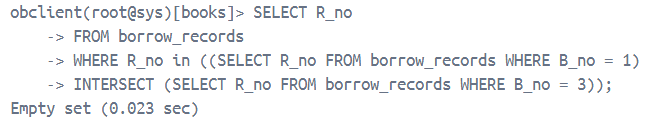 obclient(root@sys)[books]> SELECT R_no
    -> FROM borrow_records
    -> WHERE R_no in ((SELECT R_no FROM borrow_records WHERE B_no = 1)
    -> INTERSECT (SELECT R_no FROM borrow_records WHERE B_no = 3));
Empty set (0.023 sec)